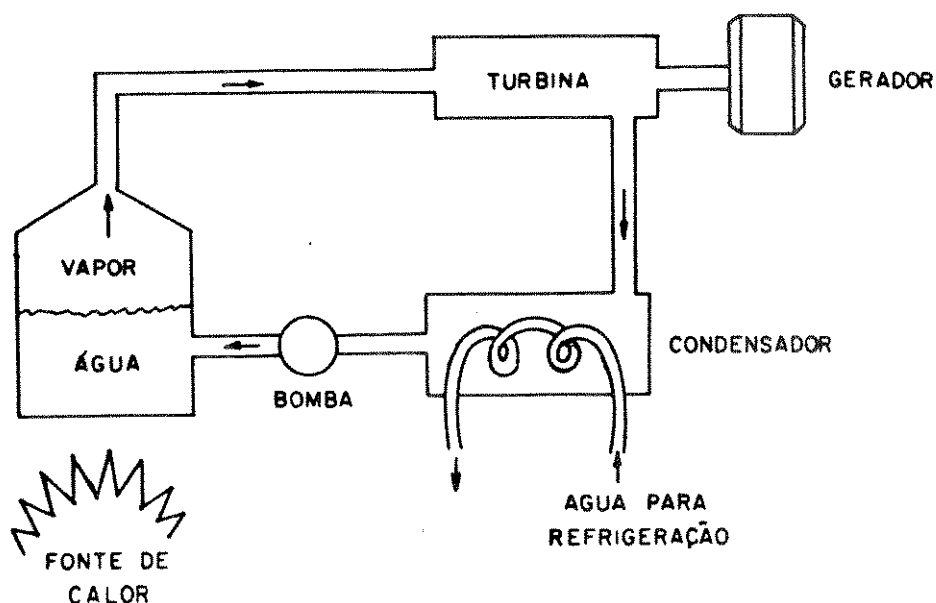 TURBINA
GERADOR
VAPOR
ÁGUA
BOMBA
CONDENSADOR
AGUA PARA
REFRIGERAÇÃO
FONTE DE
CALOR